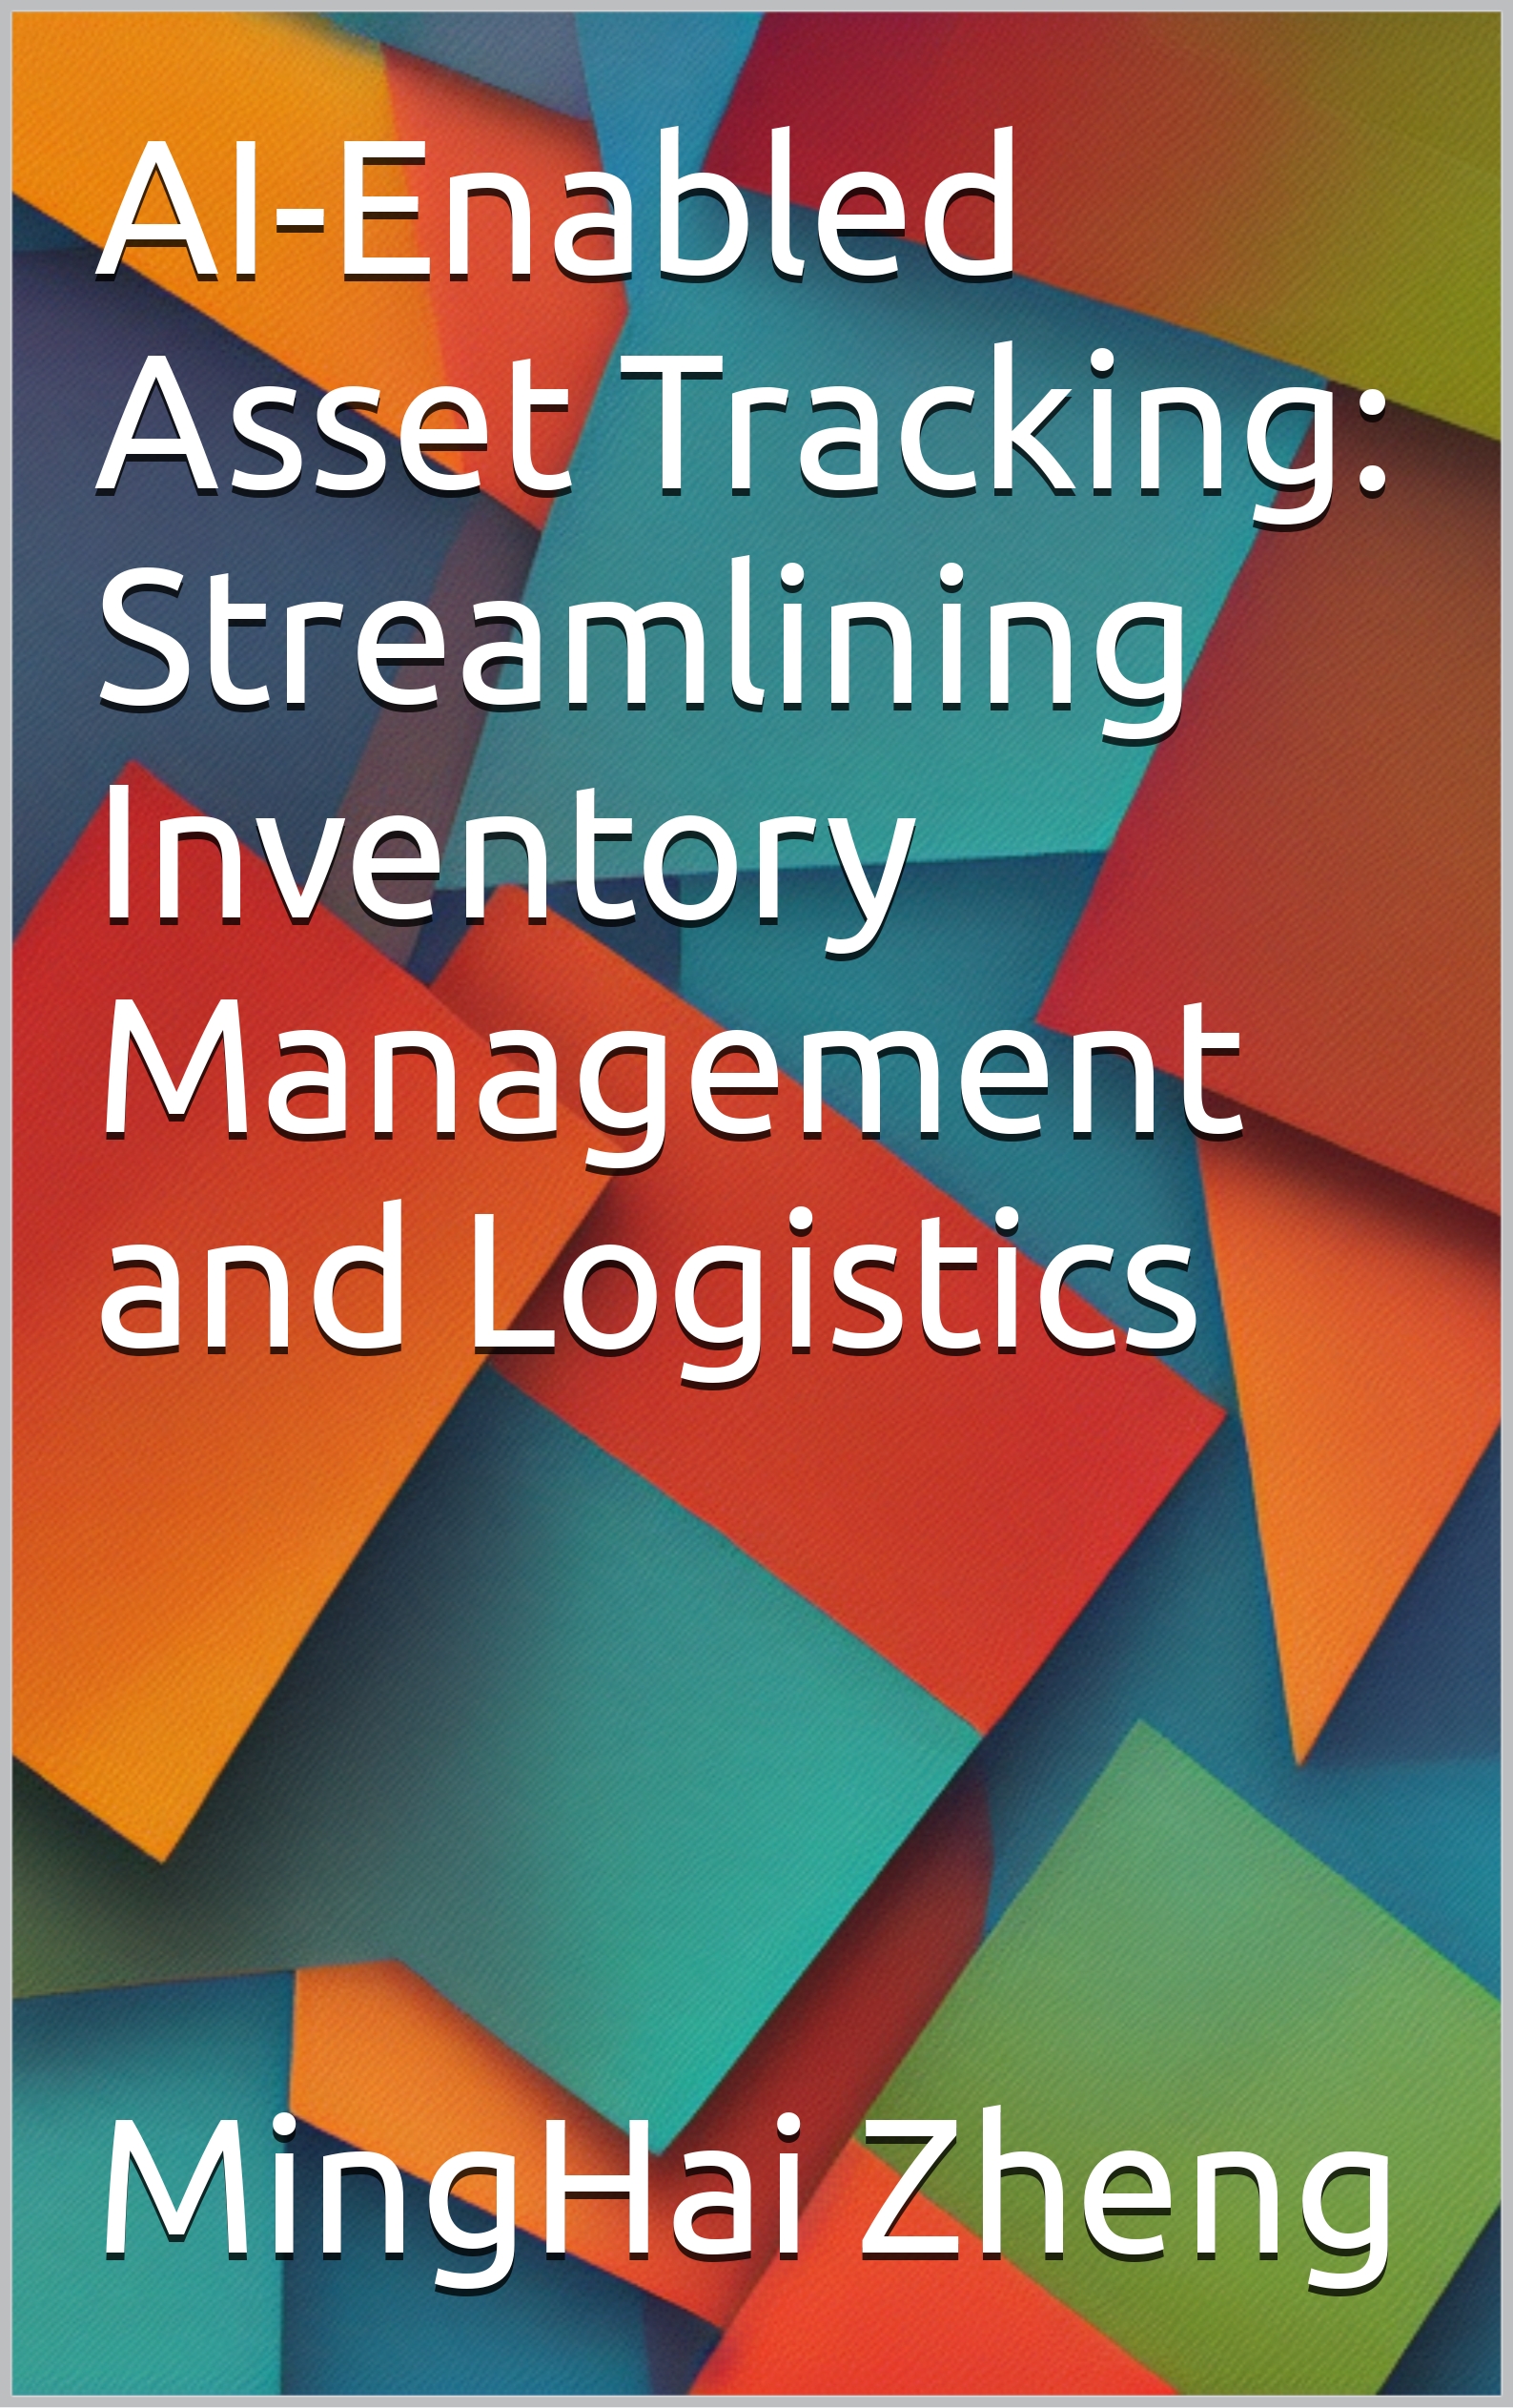 AI-Enabled
Asset Tracking:
Streamlining
Inventory
Management
and Logistics
MingHai Zheng